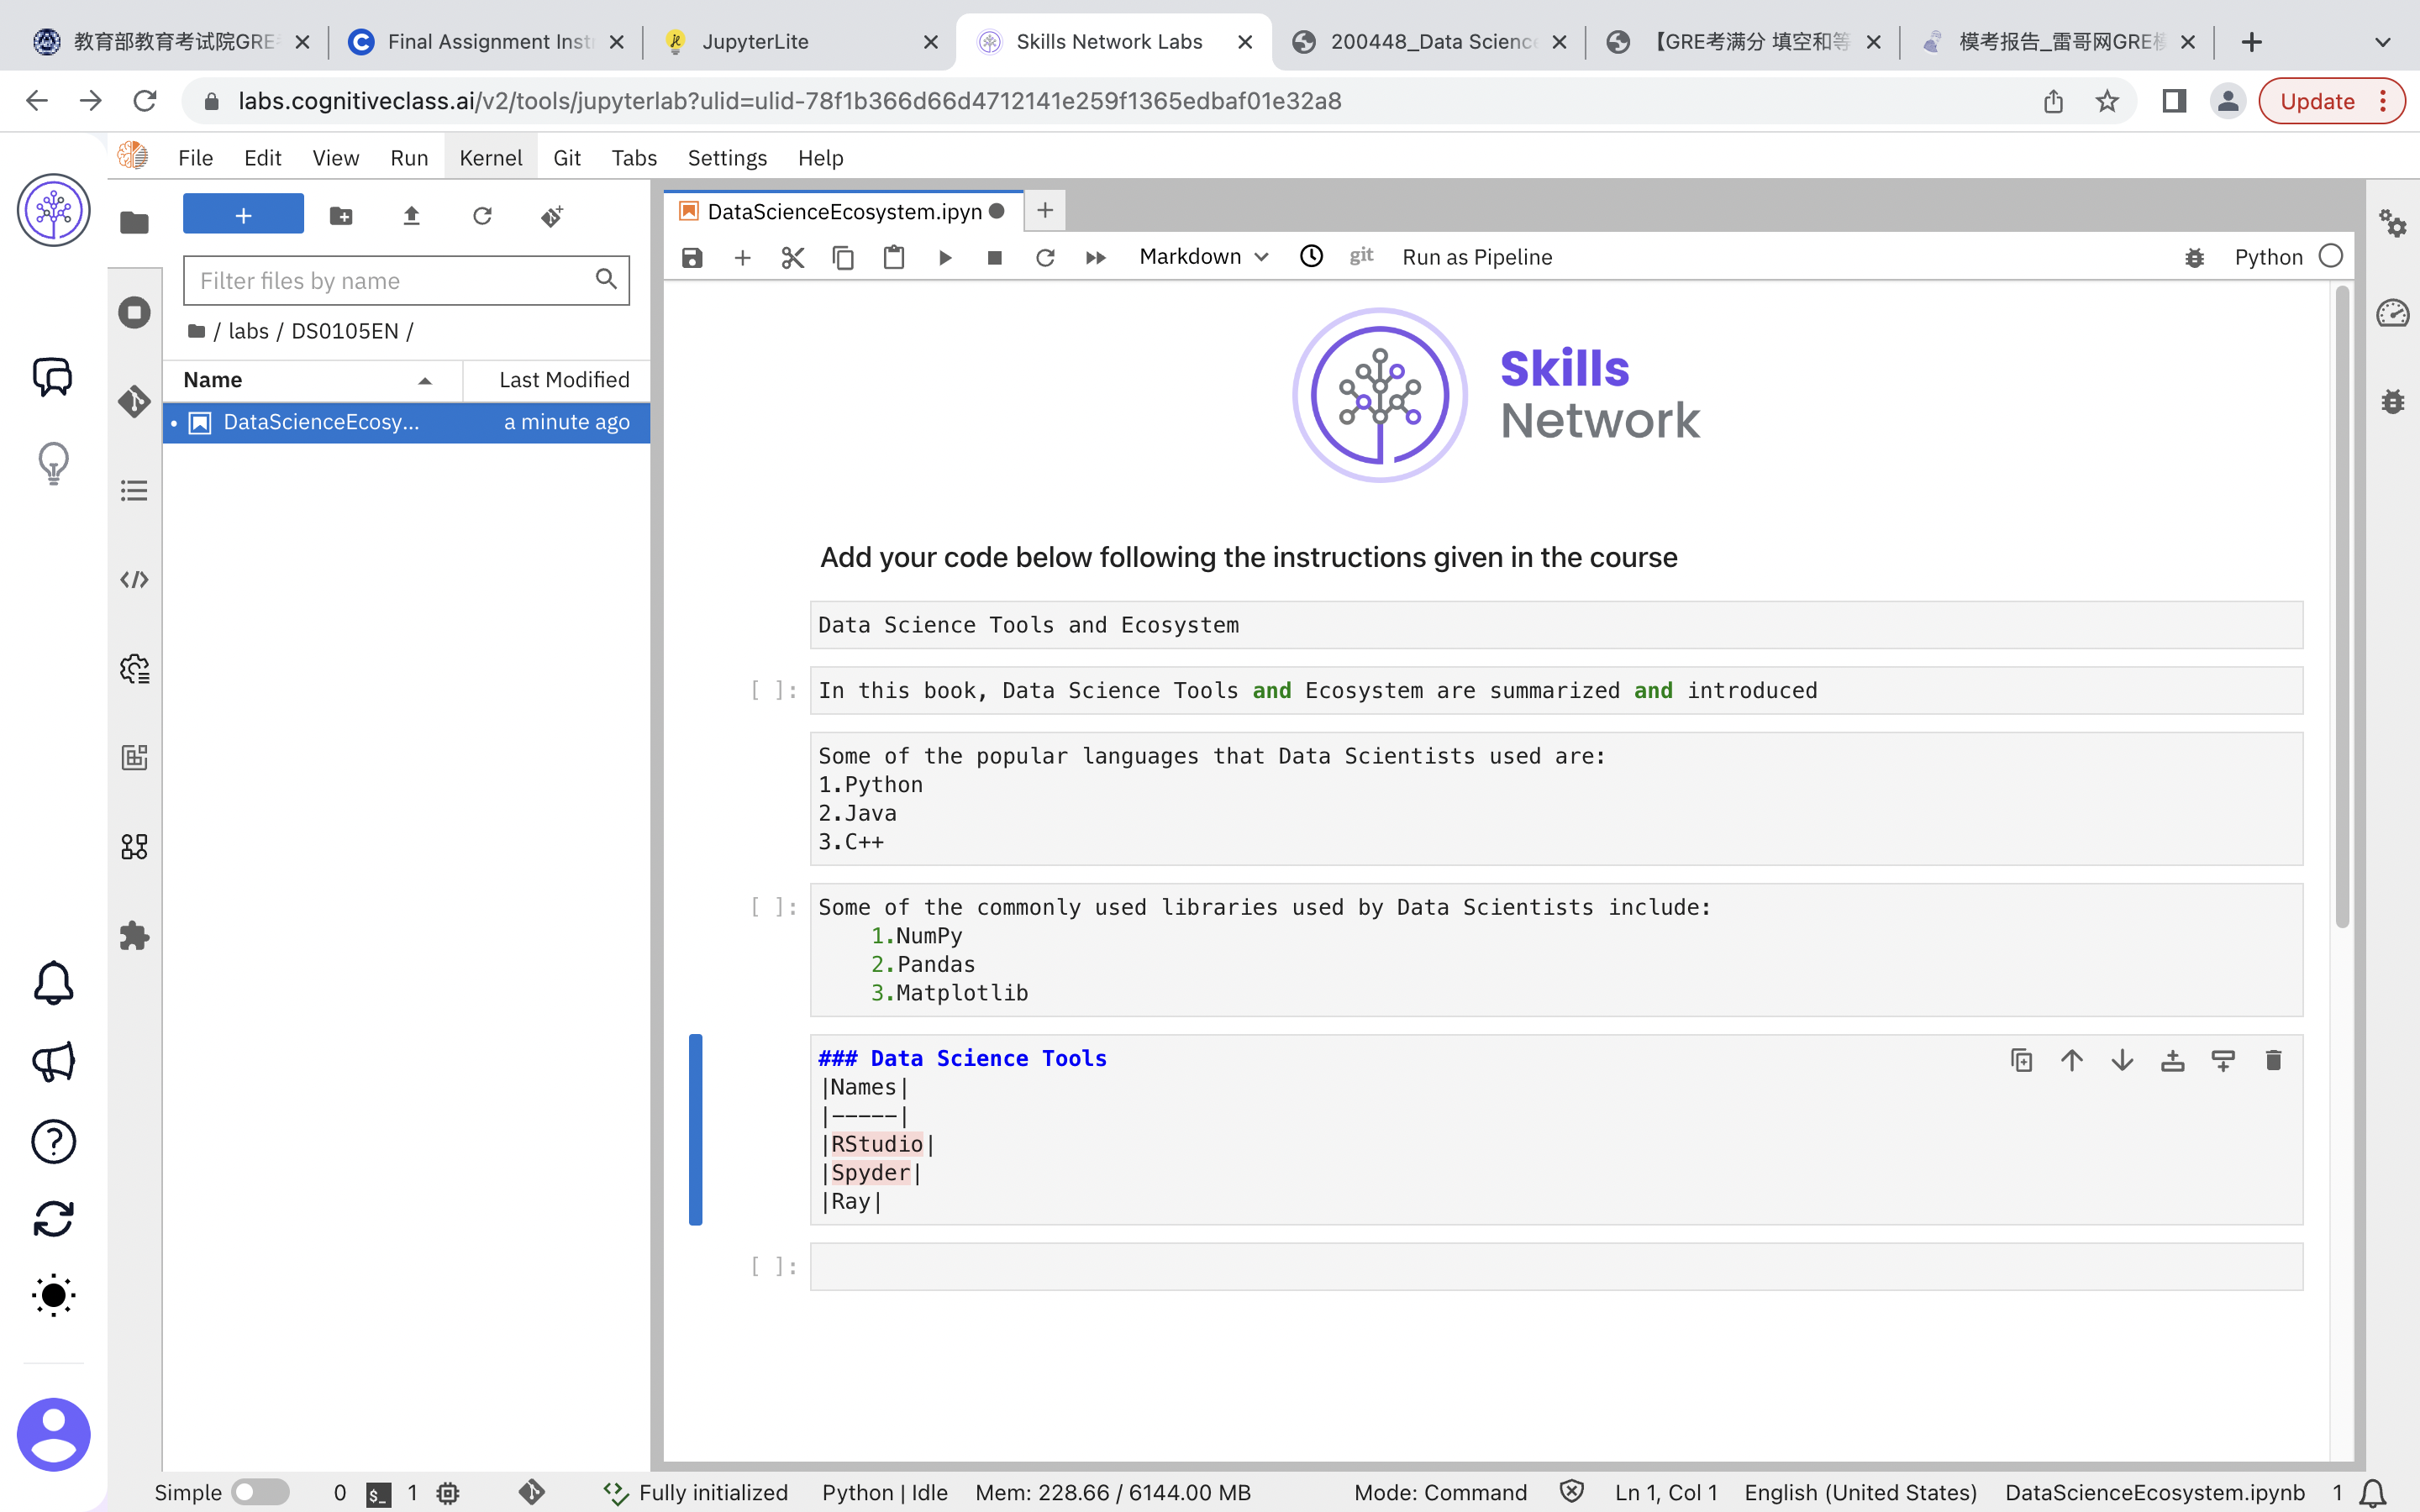 教育部教育考试院GRE
Final Assignment Inst
JupyterLite
Skills Network Labs
200448_Data Science
【GRE考满分 填空和等
模考报告_雷哥网GRE模
labs.cognitiveclass.ai/v2/tools/jupyterlab?ulid=ulid-78f1b366d66d4712141e259f1365edbaf01e32a8
Update
File Edit View Run Kernel Git Tabs Settings Help
DataScienceEcosystem.ipyn
Markdown
git
Run as Pipeline
Python
Filter files by name
/ labs / DS0105EN /
Name Last Modified
DataScienceEcosy... a minute ago
Skills
Network
Add your code below following the instructions given in the course
Data Science Tools and Ecosystem
[ ]: In this book, Data Science Tools and Ecosystem are summarized and introduced
Some of the popular languages that Data Scientists used are:
1.Python
2.Java
3.C++
[ ]: Some of the commonly used libraries used by Data Scientists include:
1.NumPy
2.Pandas
3.Matplotlib
### Data Science Tools
|Names|
|-----|
|RStudio|
|Spyder|
|Ray|
[ ]:
Simple 0 $_ 1 Fully initialized Python | Idle Mem: 228.66 / 6144.00 MB Mode: Command Ln 1, Col 1 English (United States) DataScienceEcosystem.ipynb 1